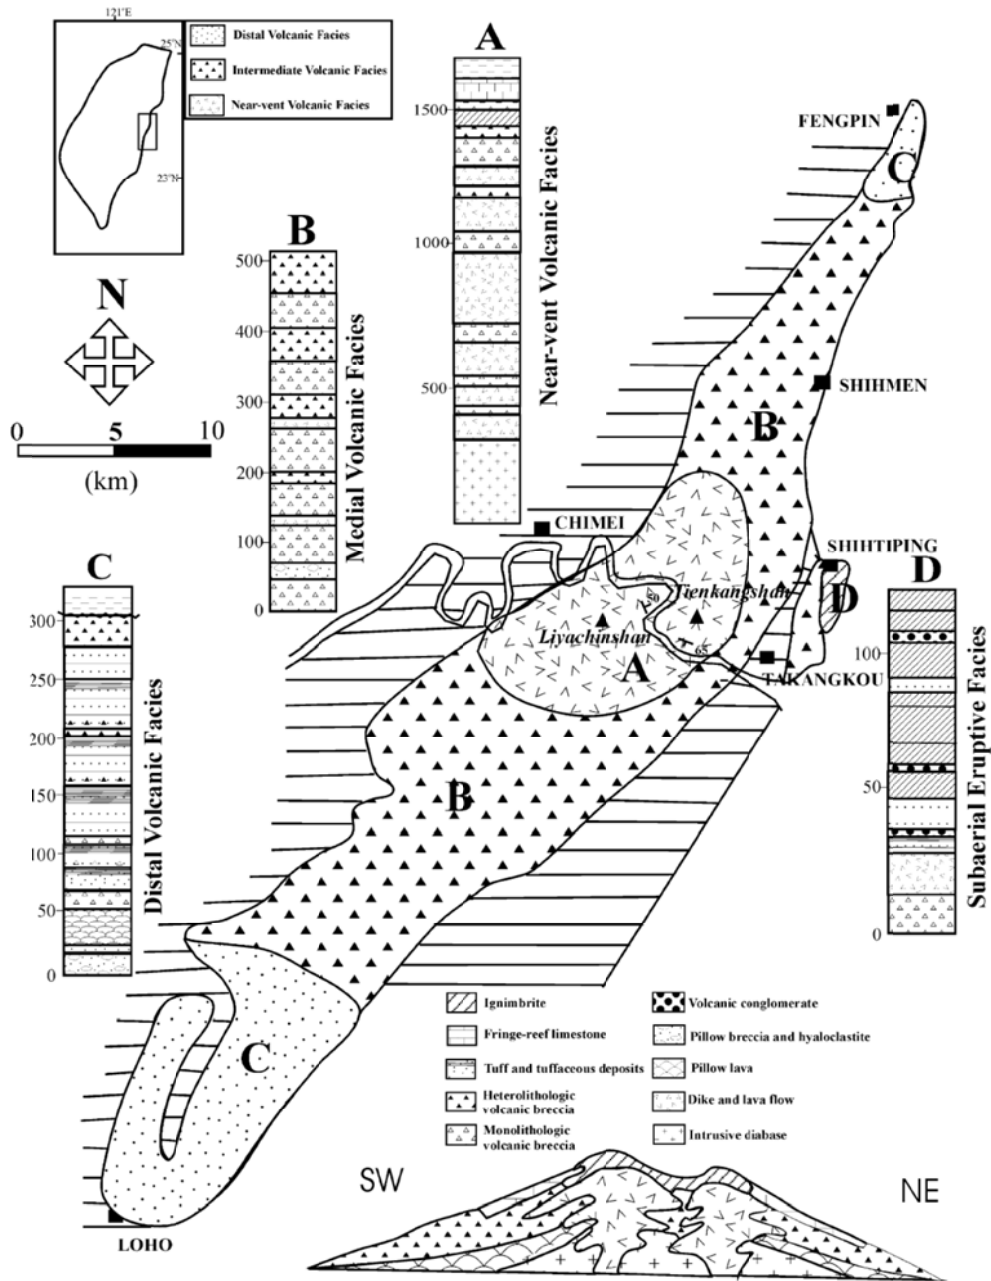 121°E
25°N
23°N
Distal Volcanic Facies
Intermediate Volcanic Facies
Near-vent Volcanic Facies
A
1500
1000
500
Near-vent Volcanic Facies
B
500
400
300
200
100
0
Medial Volcanic Facies
N
0 5 10
(km)
C
300
250
200
150
100
50
0
Distal Volcanic Facies
FENGPIN
C
SHIHMEN
B
CHIMEI
SHIHTIPING
D
D
100
50
0
Subaerial Eruptive Facies
Tienkangshan
Liyachinshan
65
A
TAKANGKOU
B
C
LOHO
Ignimbrite
Fringe-reef limestone
Tuff and tuffaceous deposits
Heterolithologic
volcanic breccia
Monolithologic
volcanic breccia
Volcanic conglomerate
Pillow breccia and hyaloclastite
Pillow lava
Dike and lava flow
Intrusive diabase
SW
NE